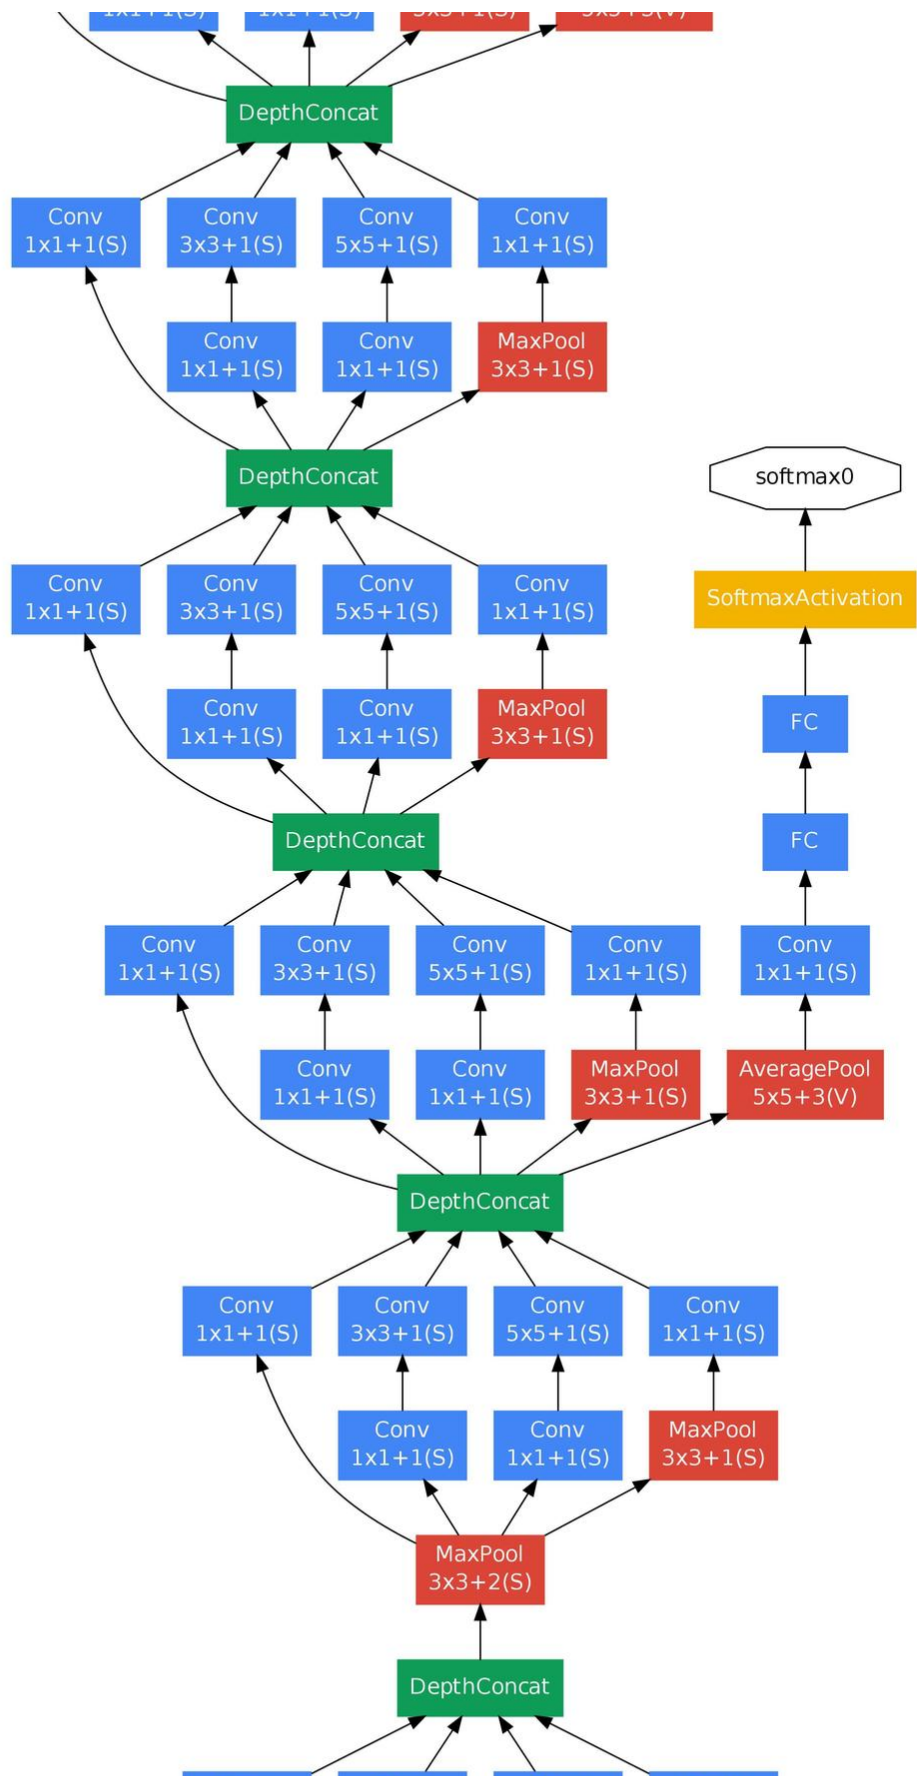 1x1+1(S)
1x1+1(S)
DepthConcat
Conv
1x1+1(S)
Conv
3x3+1(S)
Conv
5x5+1(S)
Conv
1x1+1(S)
Conv
1x1+1(S)
Conv
1x1+1(S)
MaxPool
3x3+1(S)
DepthConcat
softmax0
Conv
1x1+1(S)
Conv
3x3+1(S)
Conv
5x5+1(S)
Conv
1x1+1(S)
SoftmaxActivation
Conv
1x1+1(S)
Conv
1x1+1(S)
MaxPool
3x3+1(S)
FC
DepthConcat
FC
Conv
1x1+1(S)
Conv
3x3+1(S)
Conv
5x5+1(S)
Conv
1x1+1(S)
Conv
1x1+1(S)
Conv
1x1+1(S)
Conv
1x1+1(S)
MaxPool
3x3+1(S)
AveragePool
5x5+3(V)
DepthConcat
Conv
1x1+1(S)
Conv
3x3+1(S)
Conv
5x5+1(S)
Conv
1x1+1(S)
Conv
1x1+1(S)
Conv
1x1+1(S)
MaxPool
3x3+1(S)
MaxPool
3x3+2(S)
DepthConcat